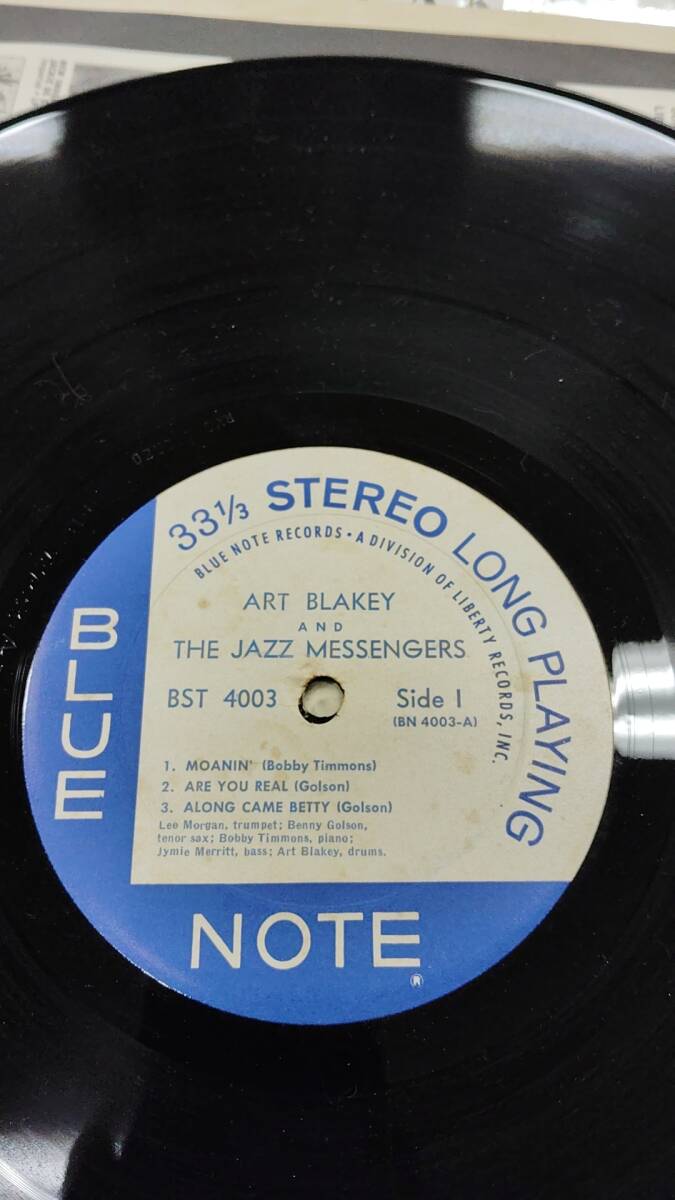 33⅓ STEREO LONG PLAYING
BLUE NOTE RECORDS • A DIVISION OF LIBERTY RECORDS, INC.
ART BLAKEY
AND
THE JAZZ MESSENGERS
BST 4003
Side 1
(BN 4003-A)
1. MOANIN' (Bobby Timmons)
2. ARE YOU REAL (Golson)
3. ALONG CAME BETTY (Golson)
Lee Morgan, trumpet; Benny Golson,
tenor sax; Bobby Timmons, piano;
Jymie Merritt, bass; Art Blakey, drums.
BLUE
NOTE
®